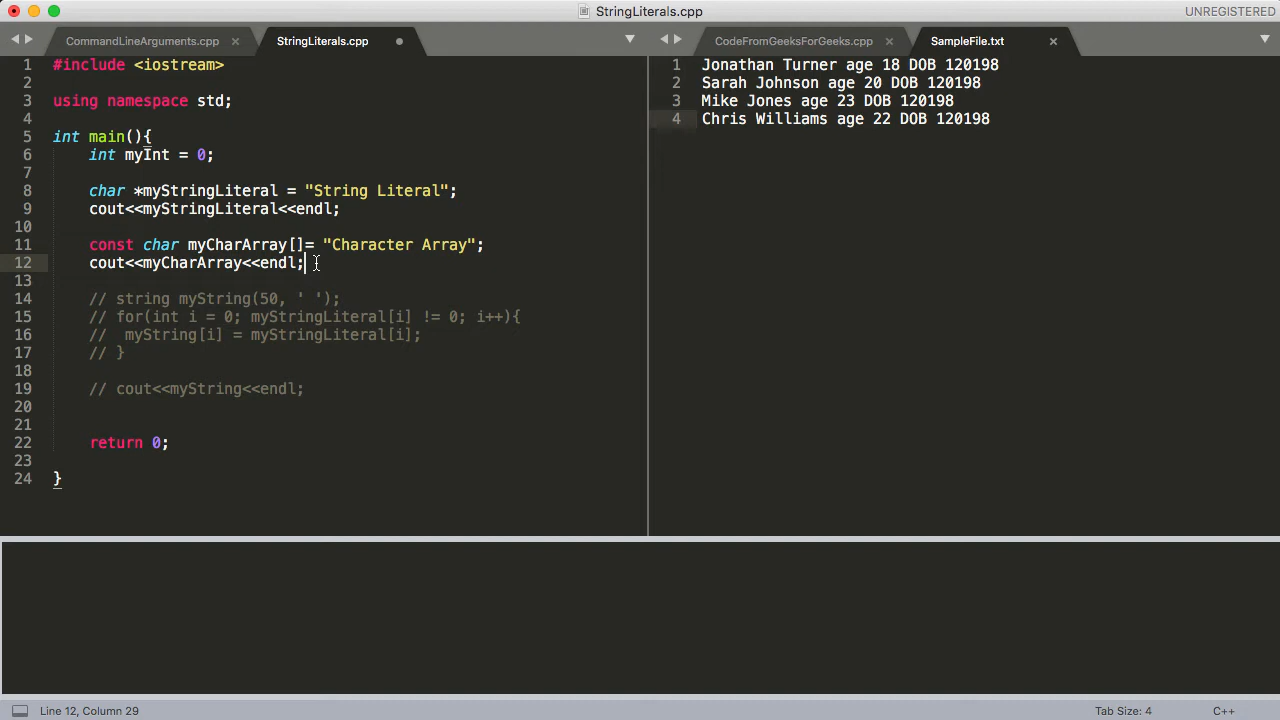 StringLiterals.cpp
UNREGISTERED
CommandLineArguments.cpp
StringLiterals.cpp
1 #include <iostream>
2
3 using namespace std;
4
5 int main(){
6 int myInt = 0;
7
8 char *myStringLiteral = "String Literal";
9 cout<<myStringLiteral<<endl;
10
11 const char myCharArray[]= "Character Array";
12 cout<<myCharArray<<endl;
13
14 // string myString(50, ' ');
15 // for(int i = 0; myStringLiteral[i] != 0; i++){
16 //  myString[i] = myStringLiteral[i];
17 // }
18
19 // cout<<myString<<endl;
20
21
22 return 0;
23
24 }
CodeFromGeeksForGeeks.cpp
SampleFile.txt
1 Jonathan Turner age 18 DOB 120198
2 Sarah Johnson age 20 DOB 120198
3 Mike Jones age 23 DOB 120198
4 Chris Williams age 22 DOB 120198
Line 12, Column 29
Tab Size: 4
C++